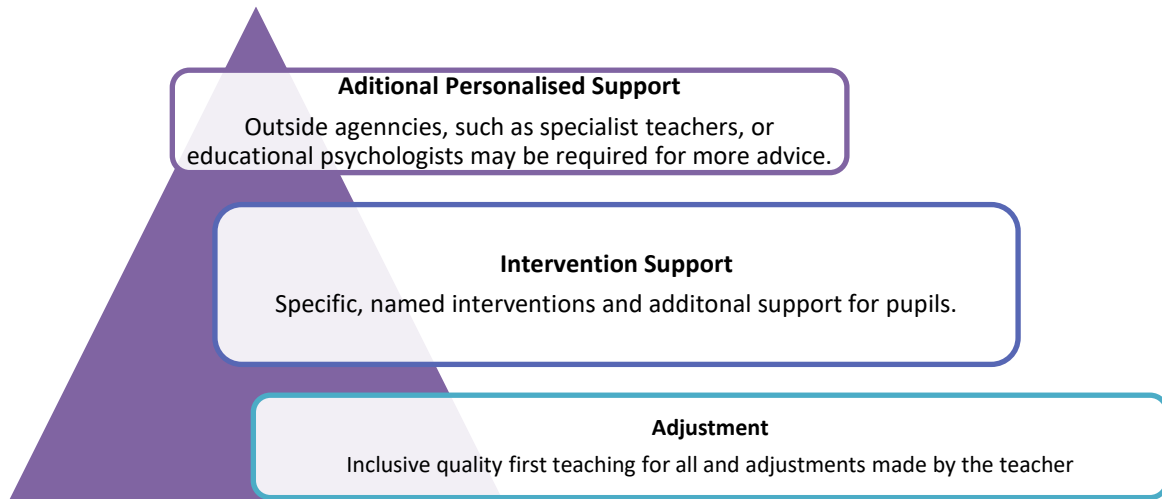 Aditional Personalised Support
Outside agenncies, such as specialist teachers, or
educational psychologists may be required for more advice.
Intervention Support
Specific, named interventions and additonal support for pupils.
Adjustment
Inclusive quality first teaching for all and adjustments made by the teacher